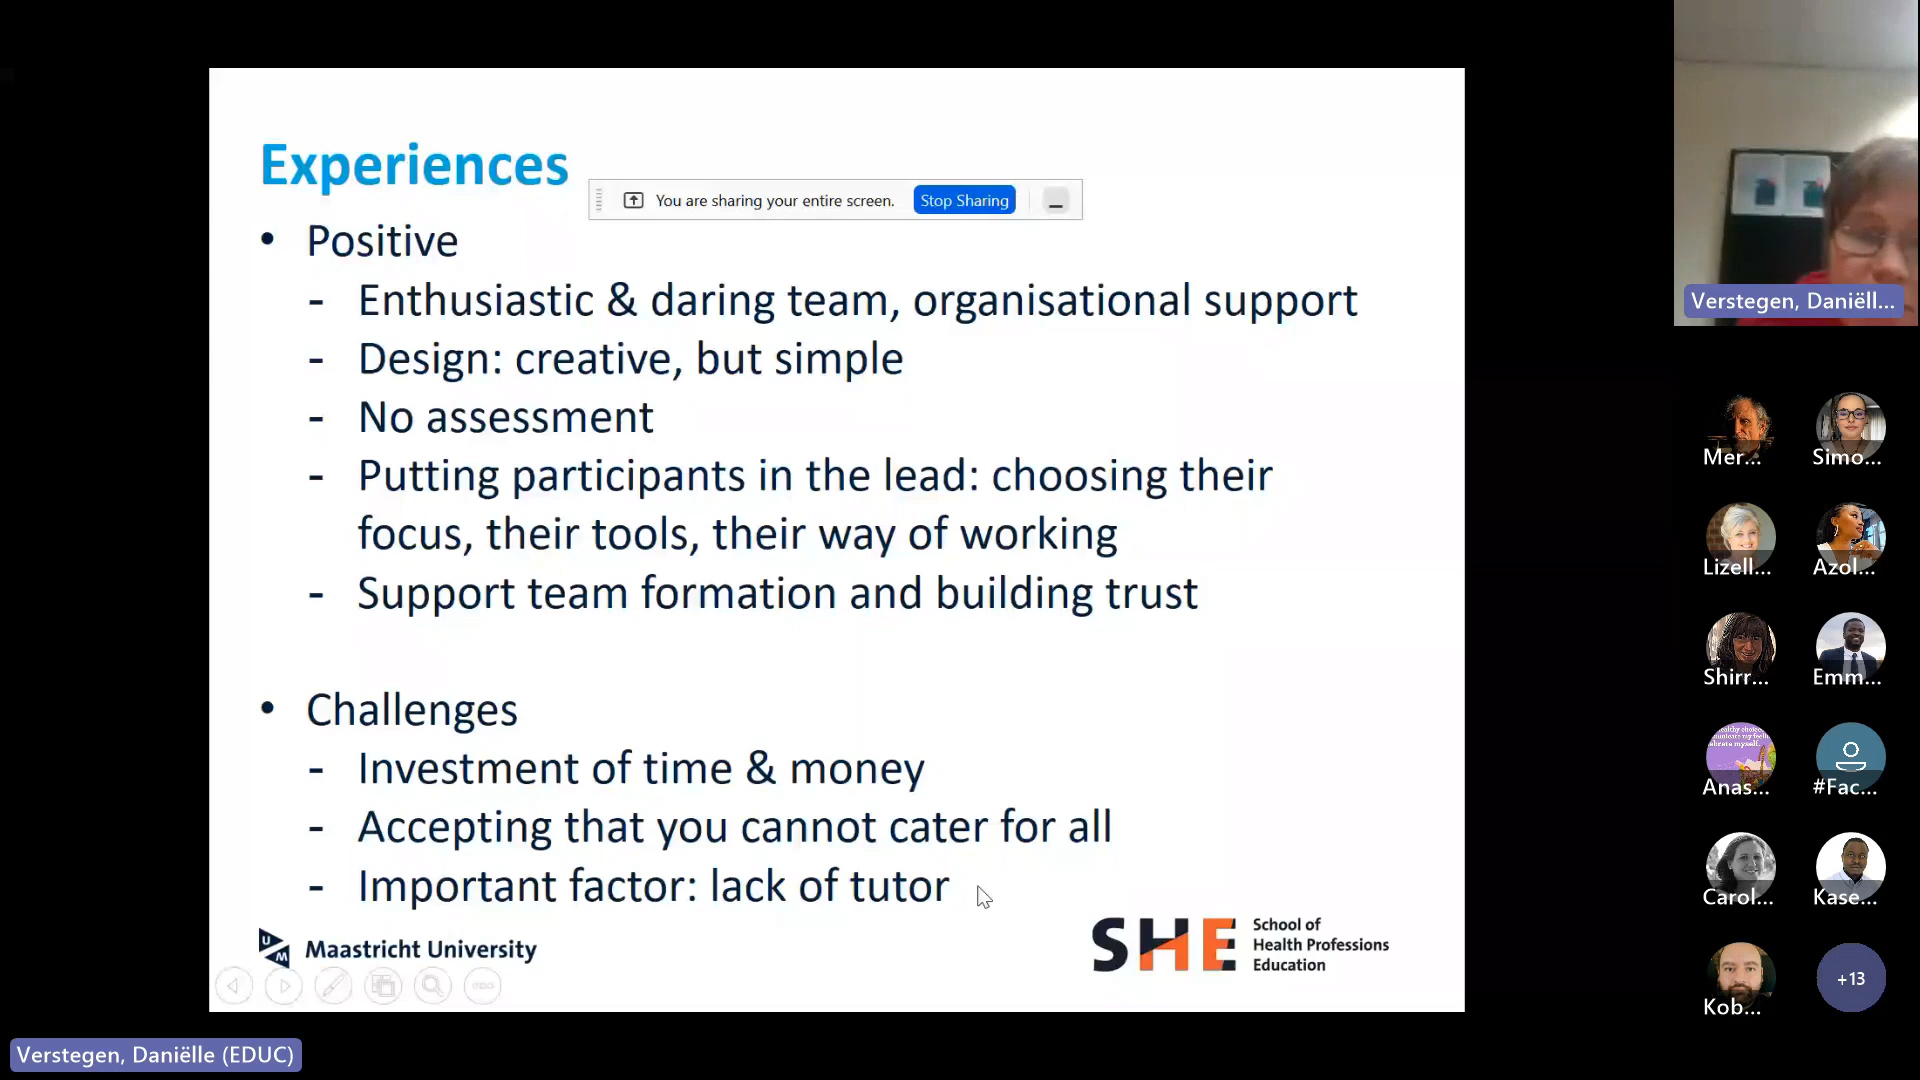 Experiences
You are sharing your entire screen. Stop Sharing
• Positive
- Enthusiastic & daring team, organisational support
- Design: creative, but simple
- No assessment
- Putting participants in the lead: choosing their
focus, their tools, their way of working
- Support team formation and building trust
• Challenges
- Investment of time & money
- Accepting that you cannot cater for all
- Important factor: lack of tutor
UM Maastricht University
SHE
School of
Health Professions
Education
Verstegen, Daniëlle (EDUC)
Verstegen, Daniëll...
Mer...
Simo...
Lizell...
Azol...
Shirr...
Emm...
Anas...
#Fac...
Carol...
Kase...
Kob...
+13